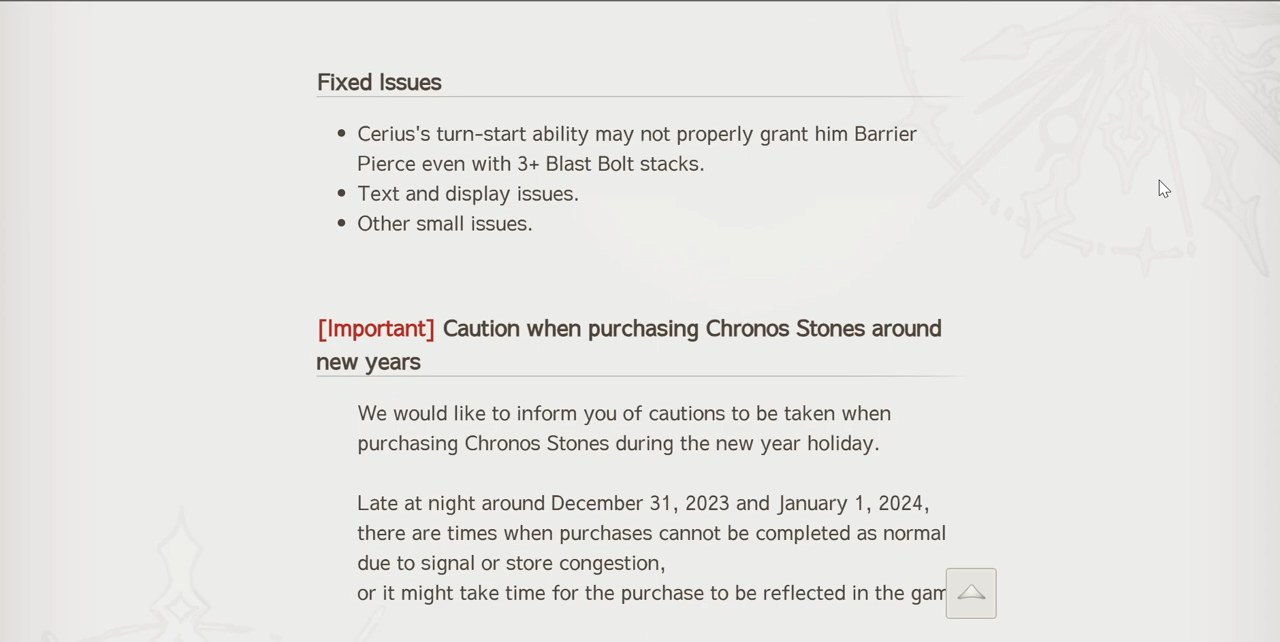 Fixed Issues
• Cerius's turn-start ability may not properly grant him Barrier
Pierce even with 3+ Blast Bolt stacks.
• Text and display issues.
• Other small issues.
[Important] Caution when purchasing Chronos Stones around
new years
We would like to inform you of cautions to be taken when
purchasing Chronos Stones during the new year holiday.
Late at night around December 31, 2023 and January 1, 2024,
there are times when purchases cannot be completed as normal
due to signal or store congestion,
or it might take time for the purchase to be reflected in the gam